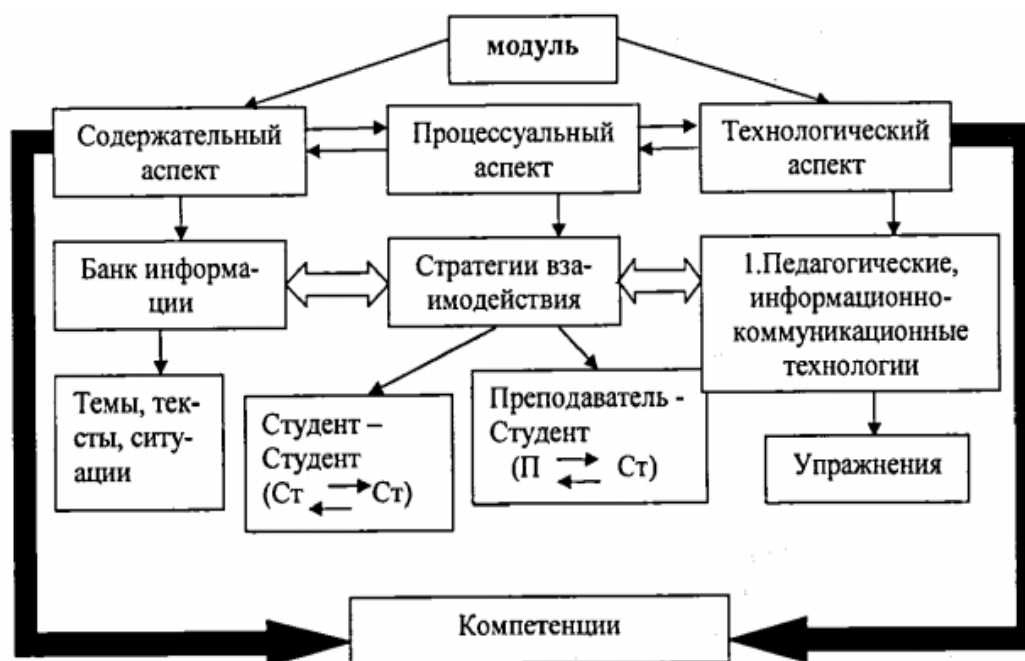 модуль
Содержательный
аспект
Процессуальный
аспект
Технологический
аспект
Банк информа-
ции
Стратегии вза-
имодействия
1.Педагогические,
информационно-
коммуникационные
технологии
Темы, тек-
сты, ситу-
ации
Студент –
Студент
(Ст Ст)
Преподаватель -
Студент
(П Ст)
Упражнения
Компетенции